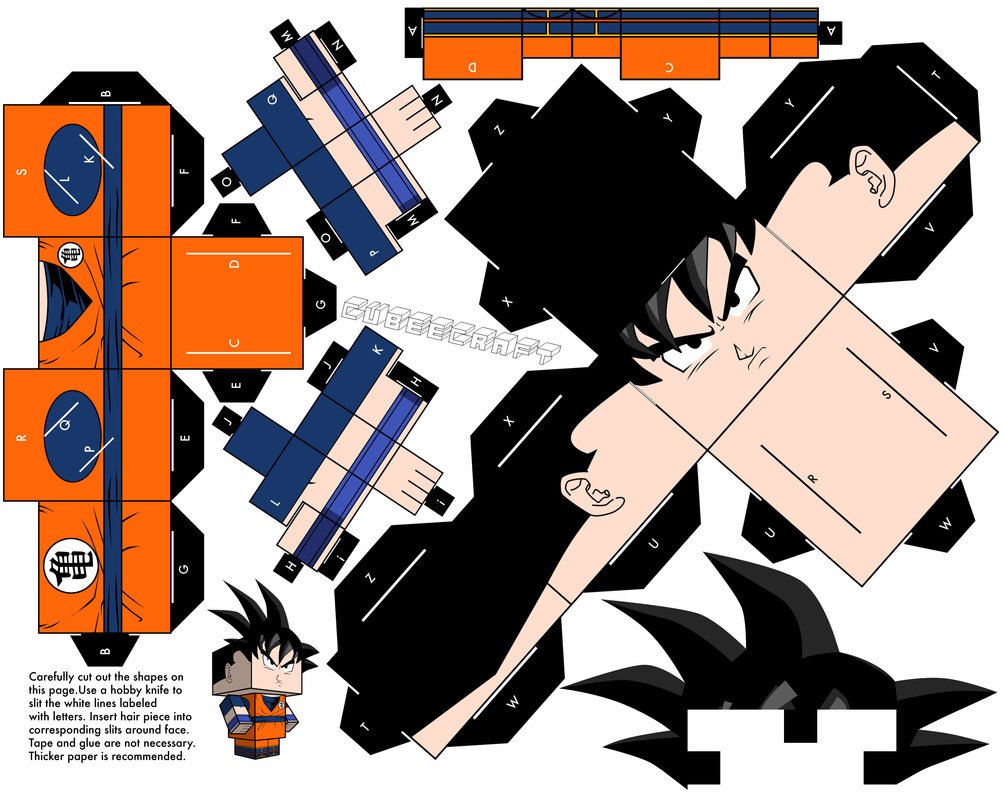 A
A
D
C
M
N
Q
N
O
O
M
P
Z
Y
Y
T
V
X
B
S
K
L
F
F
亀
D
G
C
CUBEECRAFT
E
R
Q
P
E
亀
G
B
J
K
H
J
L
i
H
i
X
U
Z
T
W
V
S
R
U
W
Carefully cut out the shapes on
this page.Use a hobby knife to
slit the white lines labeled
with letters. Insert hair piece into
corresponding slits around face.
Tape and glue are not necessary.
Thicker paper is recommended.